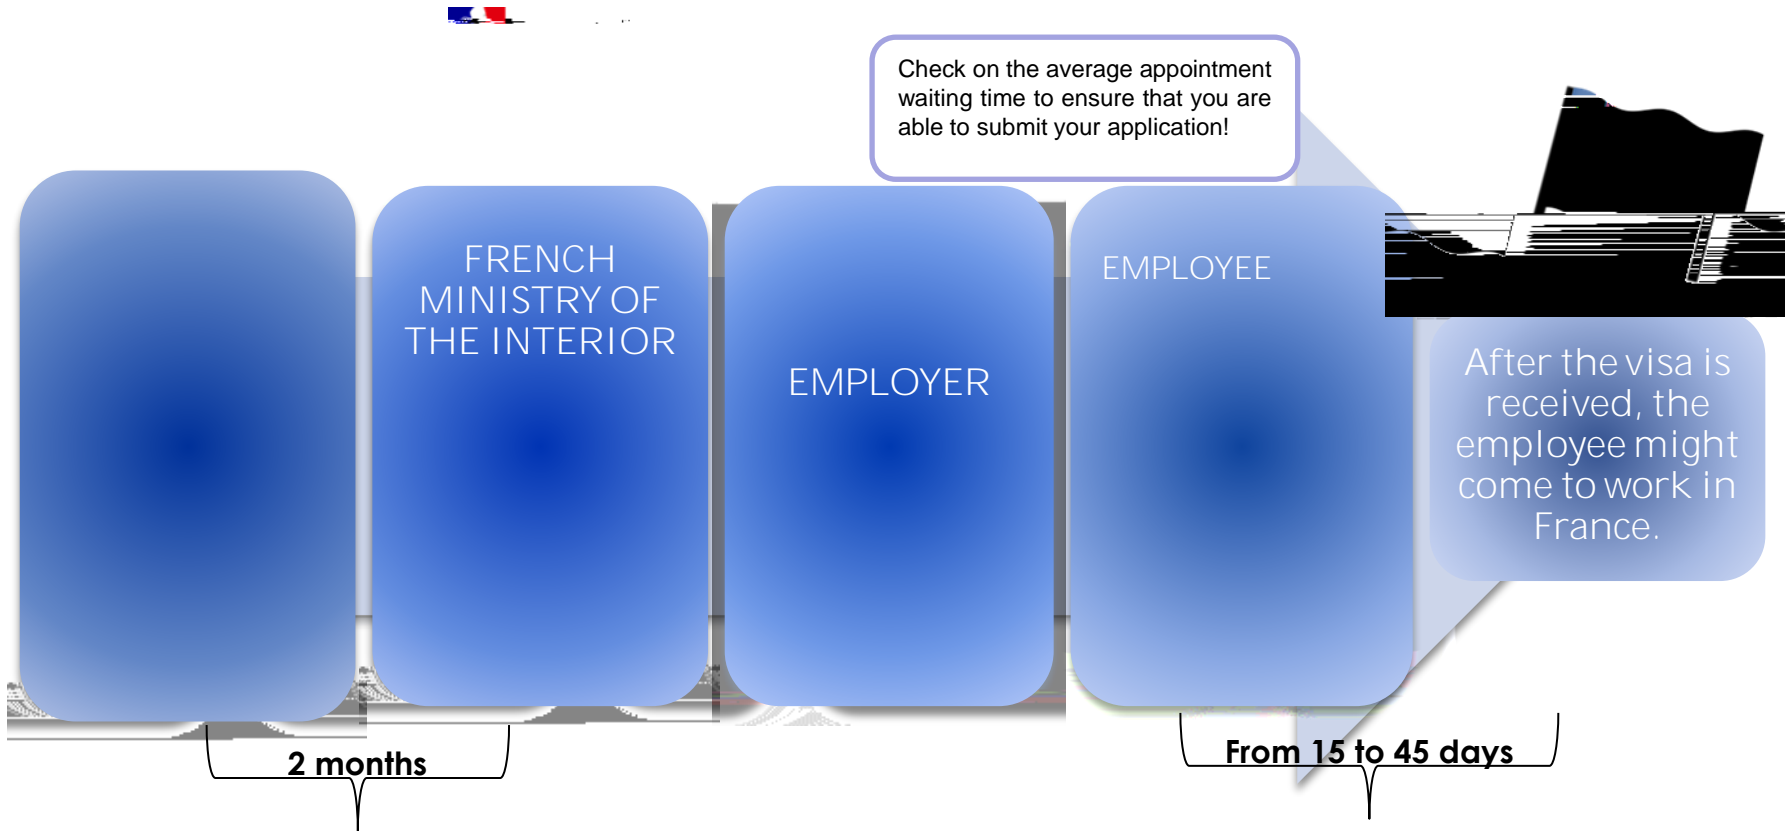 Check on the average appointment
waiting time to ensure that you are
able to submit your application!
FRENCH
MINISTRY OF
THE INTERIOR
EMPLOYER
EMPLOYEE
After the visa is
received, the
employee might
come to work in
France.
2 months
From 15 to 45 days